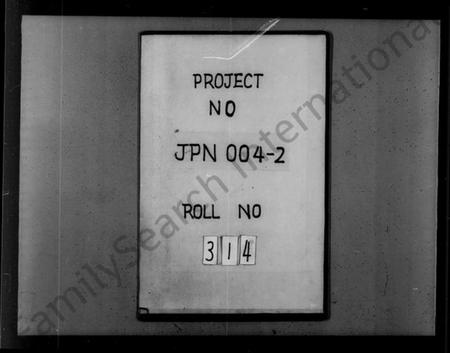 PROJECT
NO
JPN 004-2
ROLL NO
314
FamilySearch International